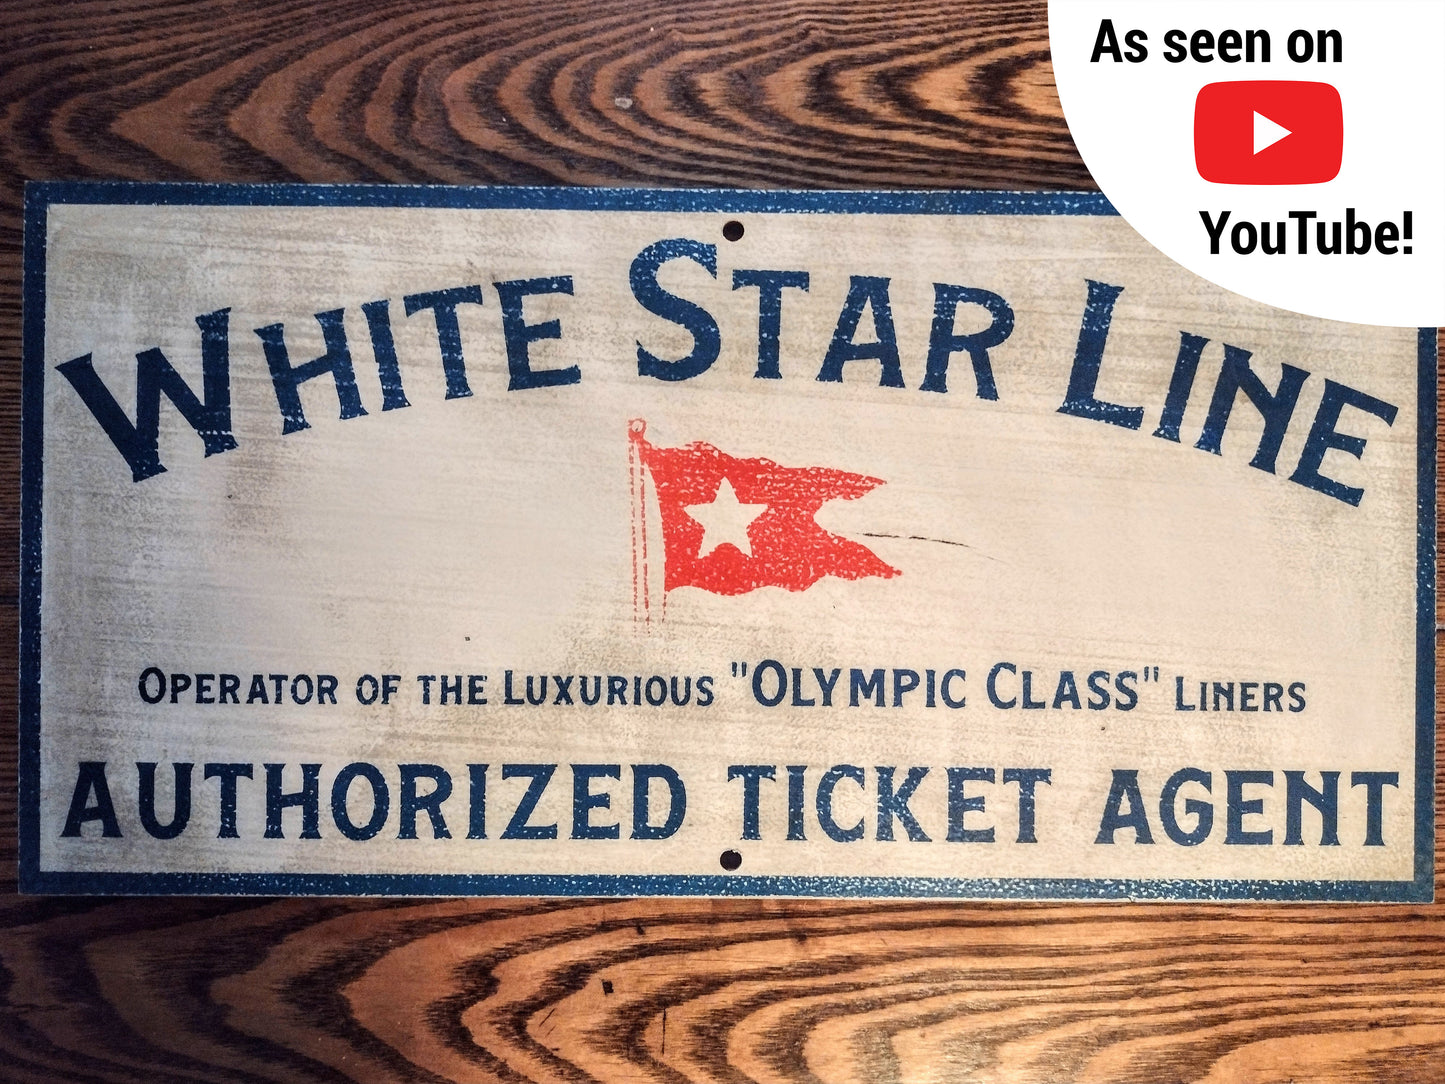 As seen on
YouTube!
WHITE STAR LINE
OPERATOR OF THE LUXURIOUS "OLYMPIC CLASS" LINERS
AUTHORIZED TICKET AGENT